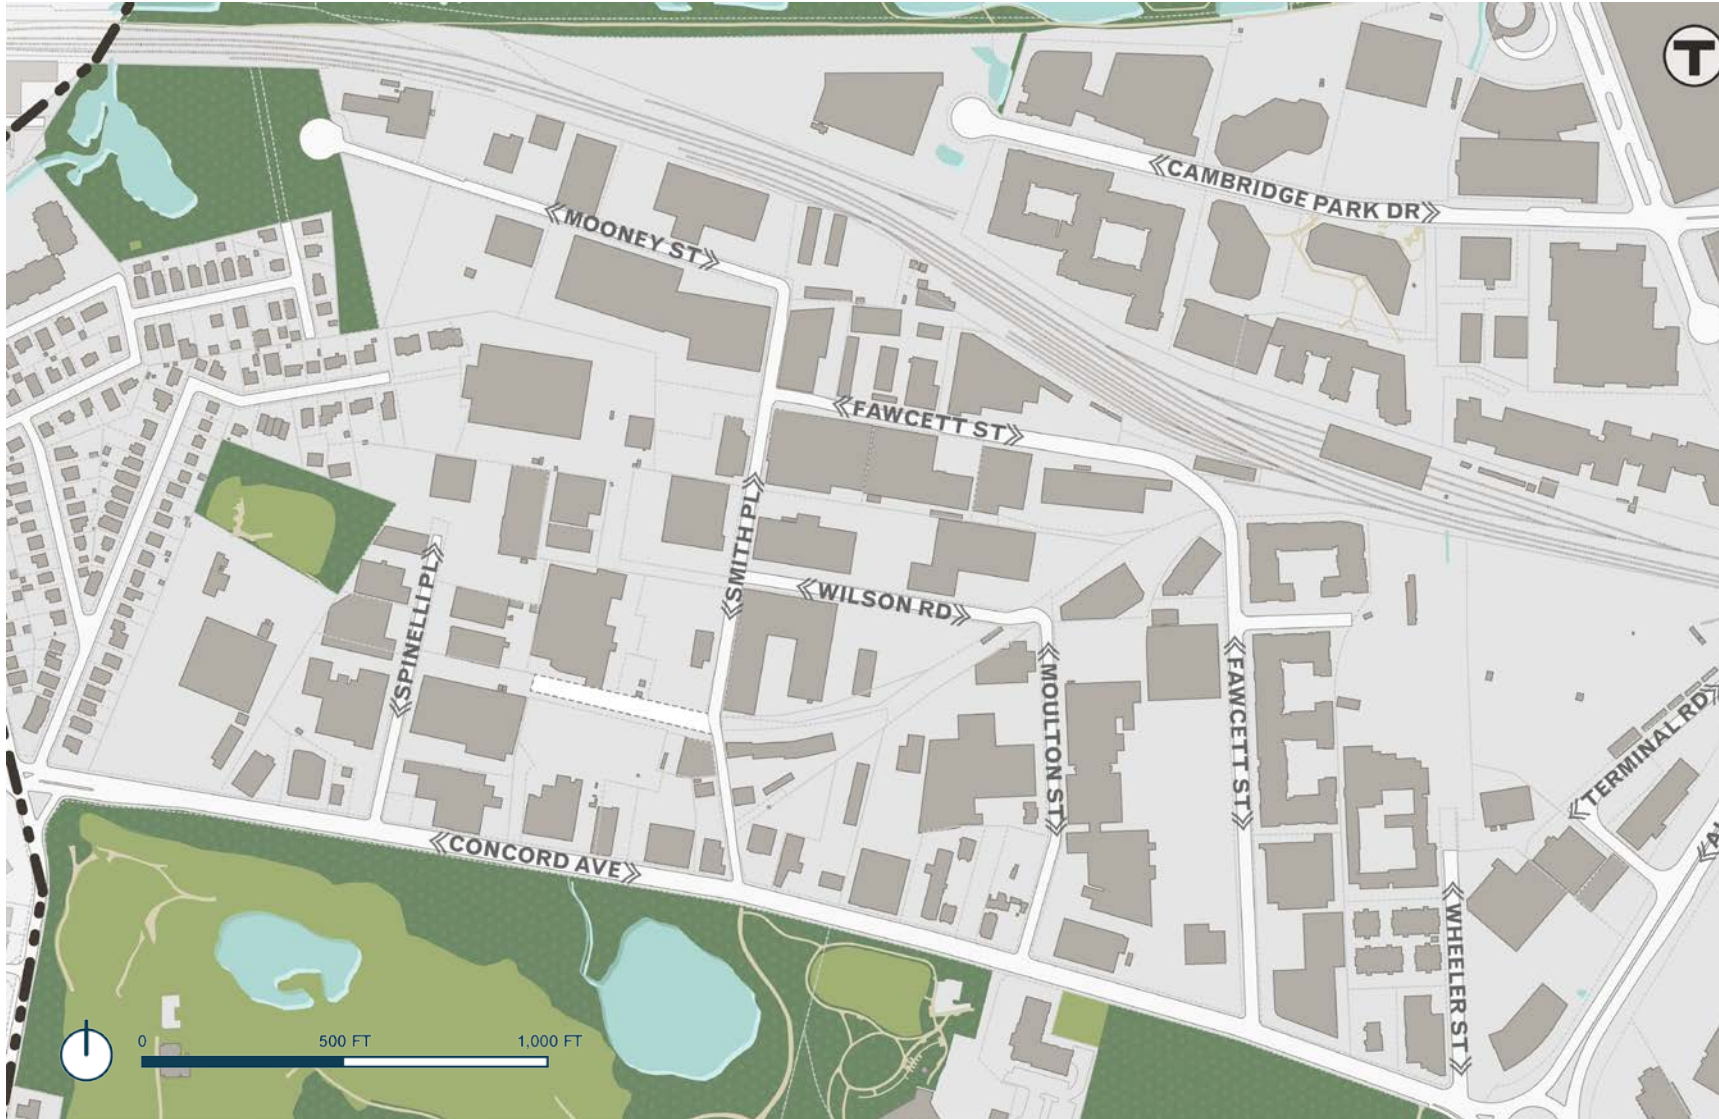 T
CAMBRIDGE PARK DR
MOONEY ST
FAWCETT ST
SMITH PL
SPINELLI PL
WILSON RD
MOULTON ST
FAWCETT ST
TERMINAL RD
CONCORD AVE
WHEELER ST
0 500 FT 1,000 FT